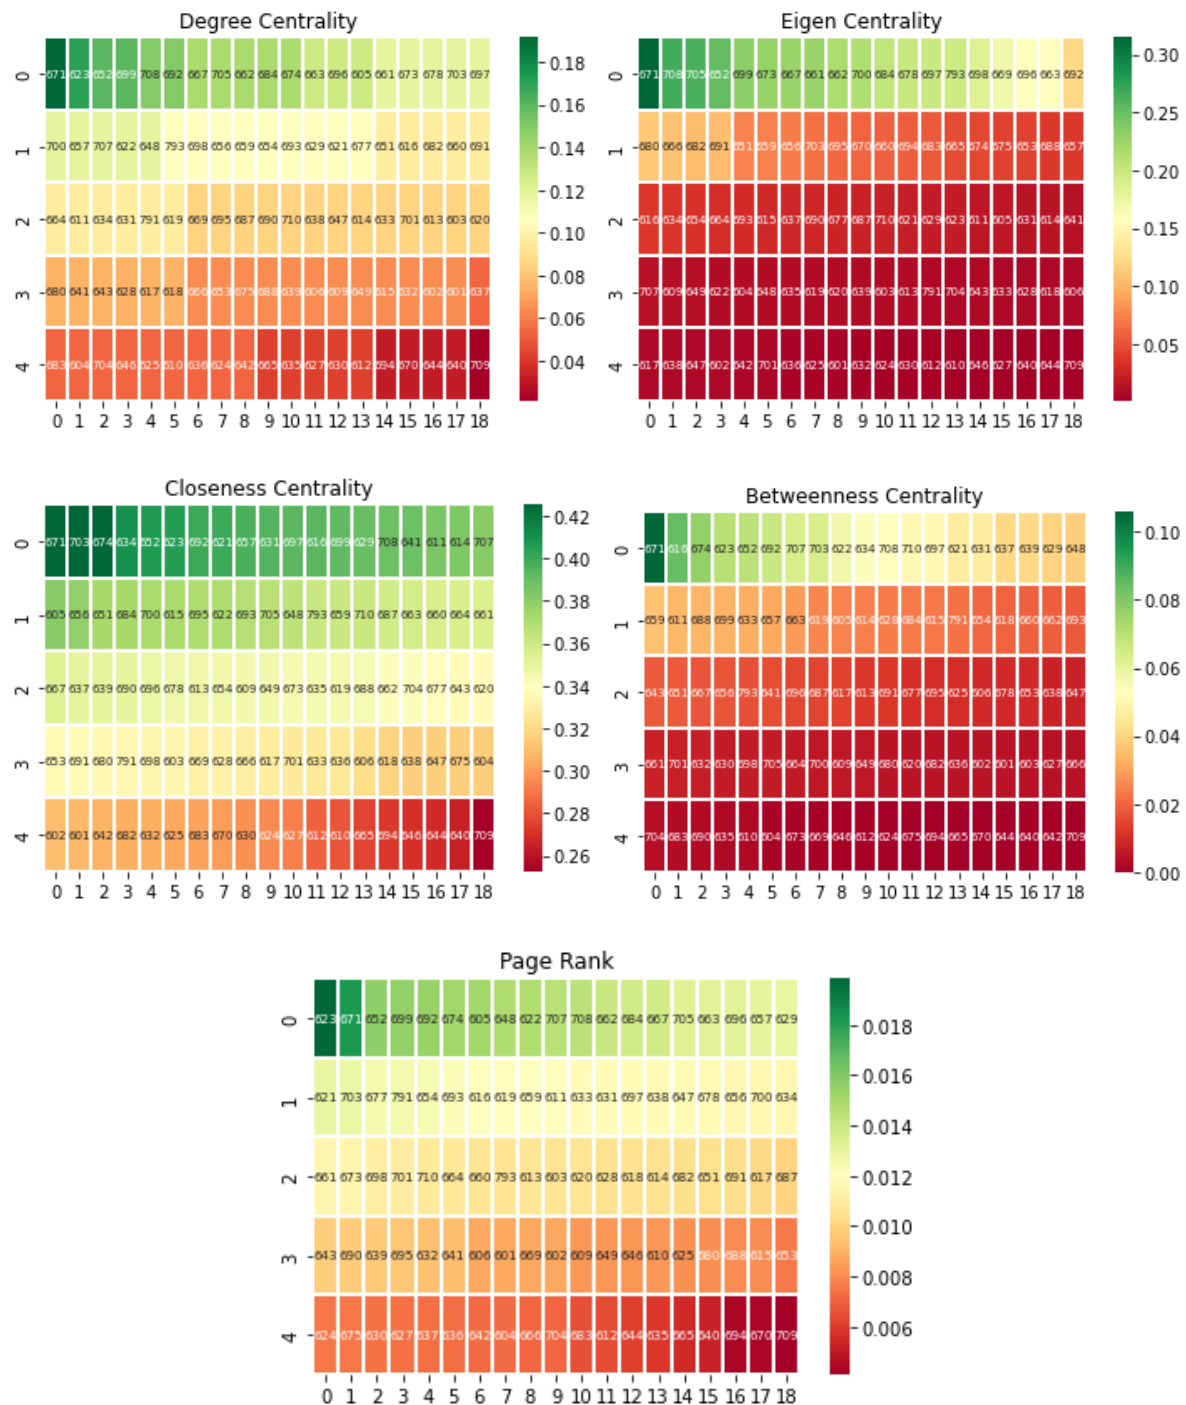 Degree Centrality
0 671 623 652 699 708 692 667 705 662 684 674 663 696 605 661 673 678 703 697
1 700 657 707 622 648 793 698 656 659 654 693 629 621 677 651 616 682 660 691
2 664 611 634 631 791 619 669 695 687 690 710 638 647 614 633 701 613 603 620
3 680 641 643 628 617 618 666 653 675 688 639 606 609 649 615 632 602 601 637
4 683 604 704 646 625 610 636 624 642 665 635 627 630 612 694 670 644 640 709
0 1 2 3 4 5 6 7 8 9 10 11 12 13 14 15 16 17 18
0.18
0.16
0.14
0.12
0.10
0.08
0.06
0.04
Eigen Centrality
0 671 708 705 652 699 673 667 661 662 700 684 678 697 793 698 669 696 663 692
1 680 666 682 691 651 659 656 703 695 670 660 694 683 665 674 675 653 688 657
2 616 634 654 664 693 615 637 690 677 687 710 621 629 623 611 605 631 614 641
3 707 609 649 622 604 648 635 619 620 639 603 613 791 704 643 633 628 618 606
4 617 638 647 602 642 701 636 625 601 632 624 630 612 610 646 627 640 644 709
0 1 2 3 4 5 6 7 8 9 10 11 12 13 14 15 16 17 18
0.30
0.25
0.20
0.15
0.10
0.05
Closeness Centrality
0 671 703 674 634 652 623 692 621 657 631 697 616 699 629 708 641 611 614 707
1 605 656 651 684 700 615 695 622 693 705 648 793 659 710 687 663 660 664 661
2 667 637 639 690 696 678 613 654 609 649 673 635 619 688 662 704 677 643 620
3 653 691 680 791 698 603 669 628 666 617 701 633 636 606 618 638 647 675 604
4 602 601 642 682 632 625 683 670 630 624 627 612 610 665 694 646 644 640 709
0 1 2 3 4 5 6 7 8 9 10 11 12 13 14 15 16 17 18
0.42
0.40
0.38
0.36
0.34
0.32
0.30
0.28
0.26
Betweenness Centrality
0 671 616 674 623 652 692 707 703 622 634 708 710 697 621 631 637 639 629 648
1 659 611 688 699 633 657 663 619 605 614 628 684 615 791 654 618 660 662 693
2 643 651 667 656 793 641 696 687 617 613 691 677 695 625 606 678 653 638 647
3 661 701 632 630 698 705 664 700 609 649 680 620 682 636 602 601 603 627 666
4 704 683 690 635 610 604 673 669 646 612 624 675 694 665 670 644 640 642 709
0 1 2 3 4 5 6 7 8 9 10 11 12 13 14 15 16 17 18
0.10
0.08
0.06
0.04
0.02
0.00
Page Rank
0 623 671 652 699 692 674 605 648 622 707 708 662 684 667 705 663 696 657 629
1 621 703 677 791 654 693 616 619 659 611 633 631 697 638 647 678 656 700 634
2 661 673 698 701 710 664 660 793 613 603 620 628 618 614 682 651 691 617 687
3 643 690 639 695 632 641 606 601 669 602 609 649 646 610 625 680 688 615 653
4 624 675 630 627 637 636 642 604 666 704 683 612 644 635 665 640 694 670 709
0 1 2 3 4 5 6 7 8 9 10 11 12 13 14 15 16 17 18
0.018
0.016
0.014
0.012
0.010
0.008
0.006